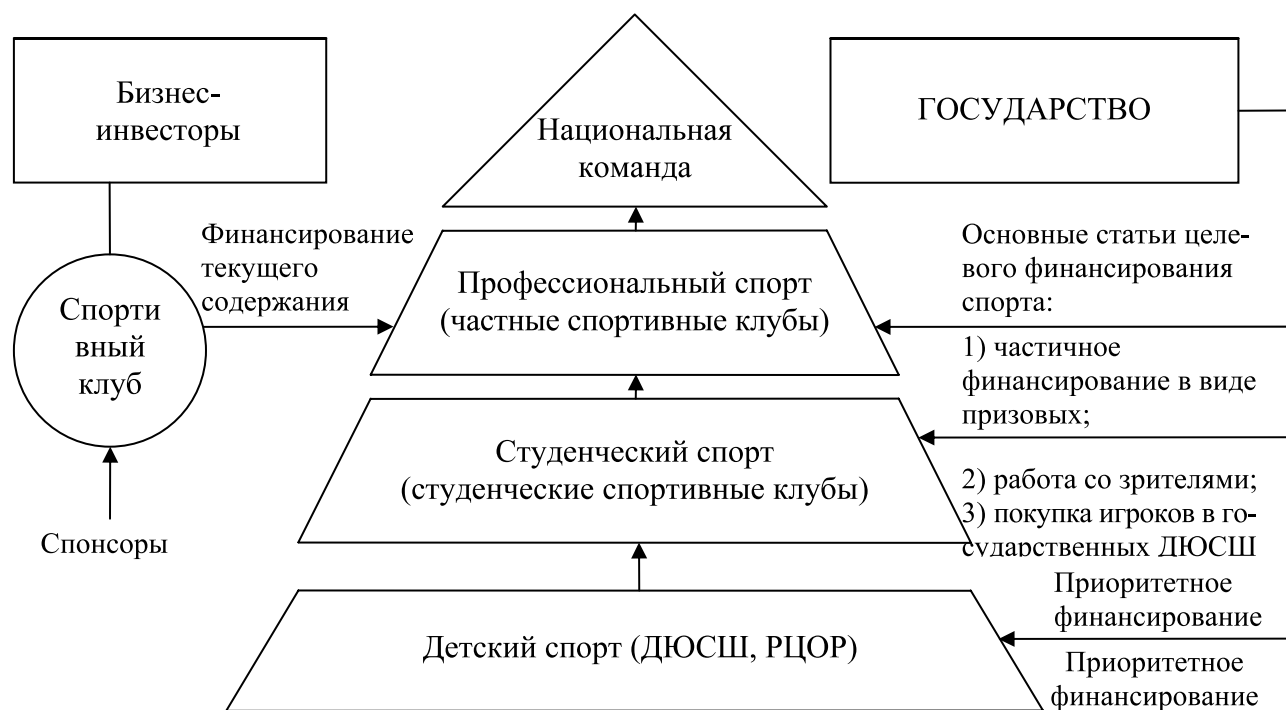 Бизнес-
инвесторы
Национальная
команда
ГОСУДАРСТВО
Финансирование
текущего
содержания
Спорти
вный
клуб
Спонсоры
Профессиональный спорт
(частные спортивные клубы)
Студенческий спорт
(студенческие спортивные клубы)
Детский спорт (ДЮСШ, РЦОР)
Основные статьи целе-
вого финансирования
спорта:
1) частичное
финансирование в виде
призовых;
2) работа со зрителями;
3) покупка игроков в го-
сударственных ДЮСШ
Приоритетное
финансирование
Приоритетное
финансирование